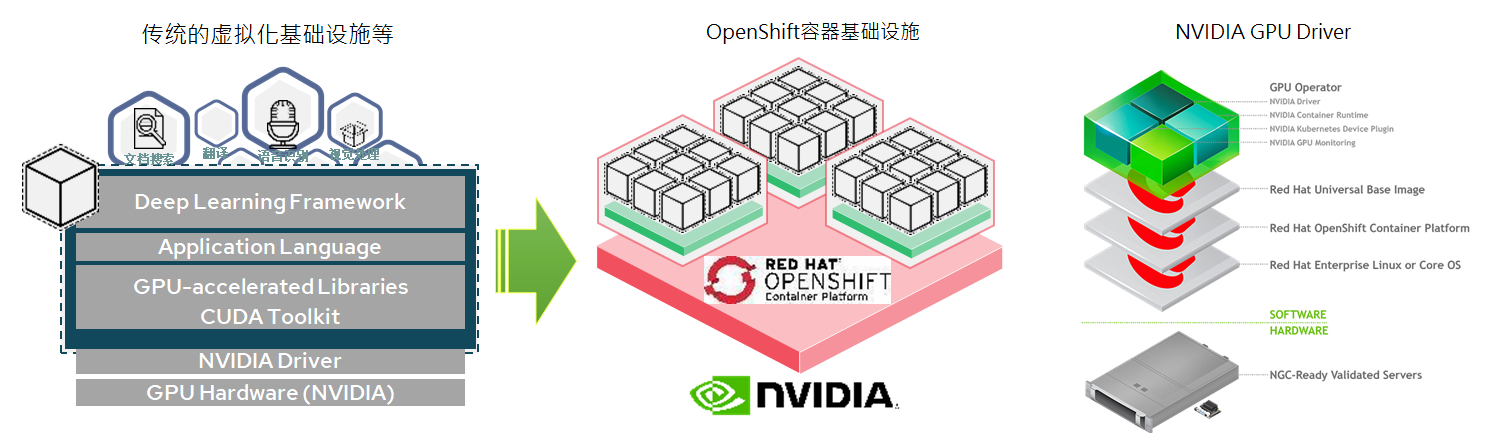 传统的虚拟化基础设施等
文档搜索
翻译
语音识别
视觉处理
Deep Learning Framework
Application Language
GPU-accelerated Libraries
CUDA Toolkit
NVIDIA Driver
GPU Hardware (NVIDIA)
OpenShift容器基础设施
RED HAT
OPENSHIFT
Container Platform
NVIDIA
NVIDIA GPU Driver
GPU Operator
NVIDIA Driver
NVIDIA Container Runtime
NVIDIA Kubernetes Device Plugin
NVIDIA GPU Monitoring
Red Hat Universal Base Image
Red Hat OpenShift Container Platform
Red Hat Enterprise Linux or Core OS
SOFTWARE
HARDWARE
NGC-Ready Validated Servers